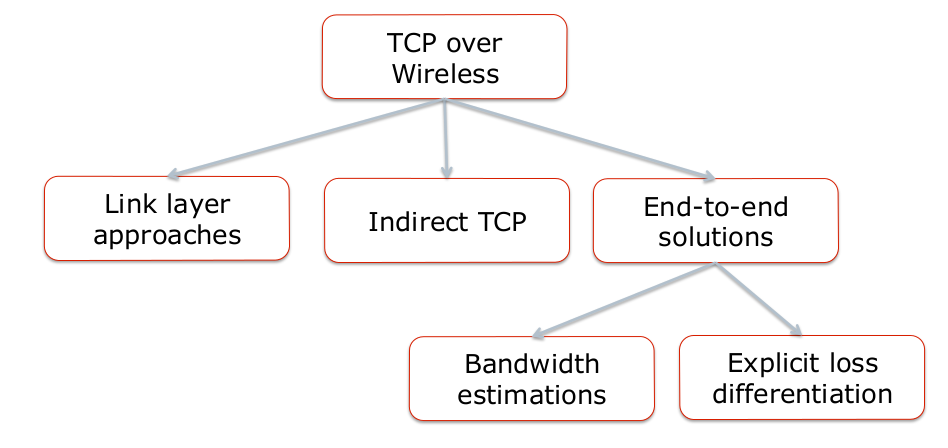 TCP over
Wireless
Link layer
approaches
Indirect TCP
End-to-end
solutions
Bandwidth
estimations
Explicit loss
differentiation